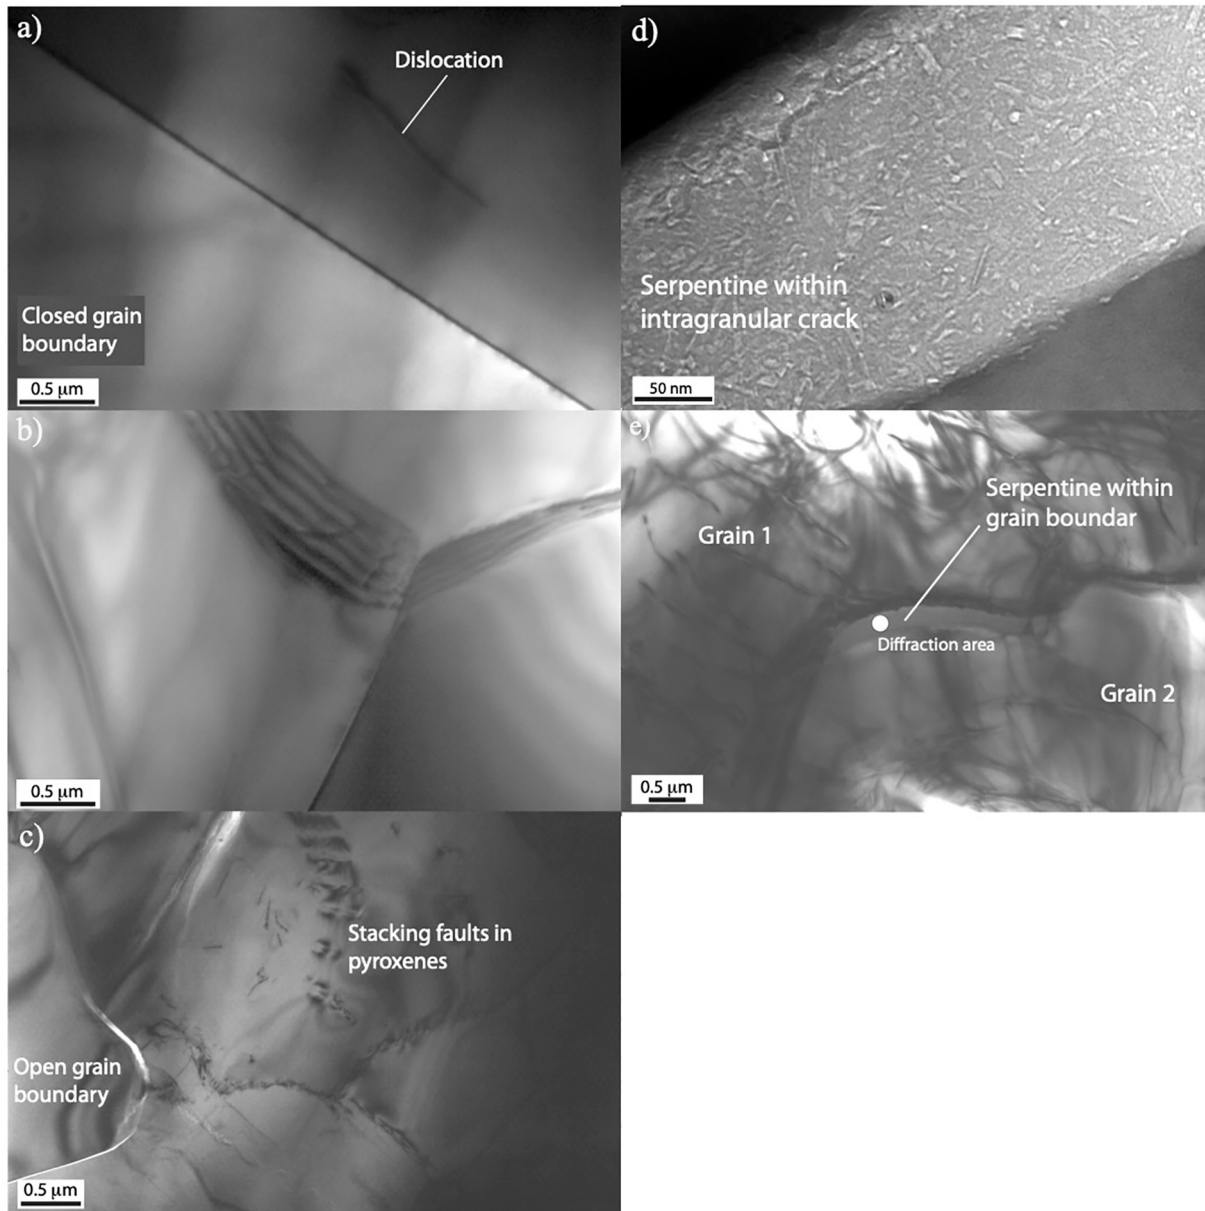 a)
Dislocation
Closed grain
boundary
0.5 μm
b)
0.5 μm
c)
Stacking faults in
pyroxenes
Open grain
boundary
0.5 μm
d)
Serpentine within
intragranular crack
50 nm
e)
Serpentine within
grain boundar
Grain 1
Diffraction area
Grain 2
0.5 μm